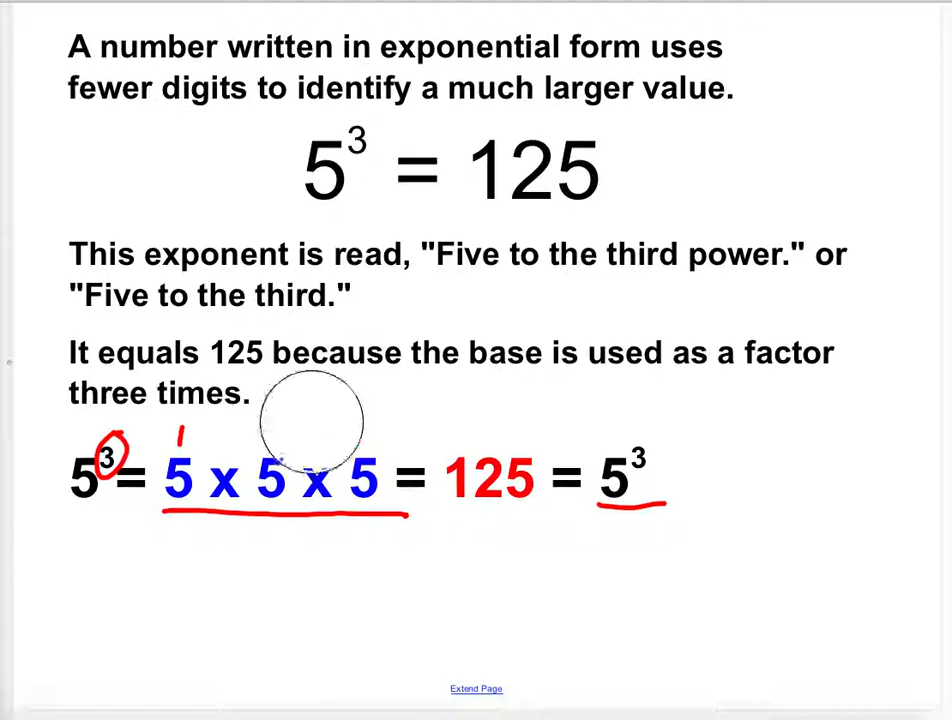 A number written in exponential form uses
fewer digits to identify a much larger value.
5³ = 125
This exponent is read, "Five to the third power." or
"Five to the third."
It equals 125 because the base is used as a factor
three times.
5³= 5 x 5 x 5 = 125 = 5³
Extend Page